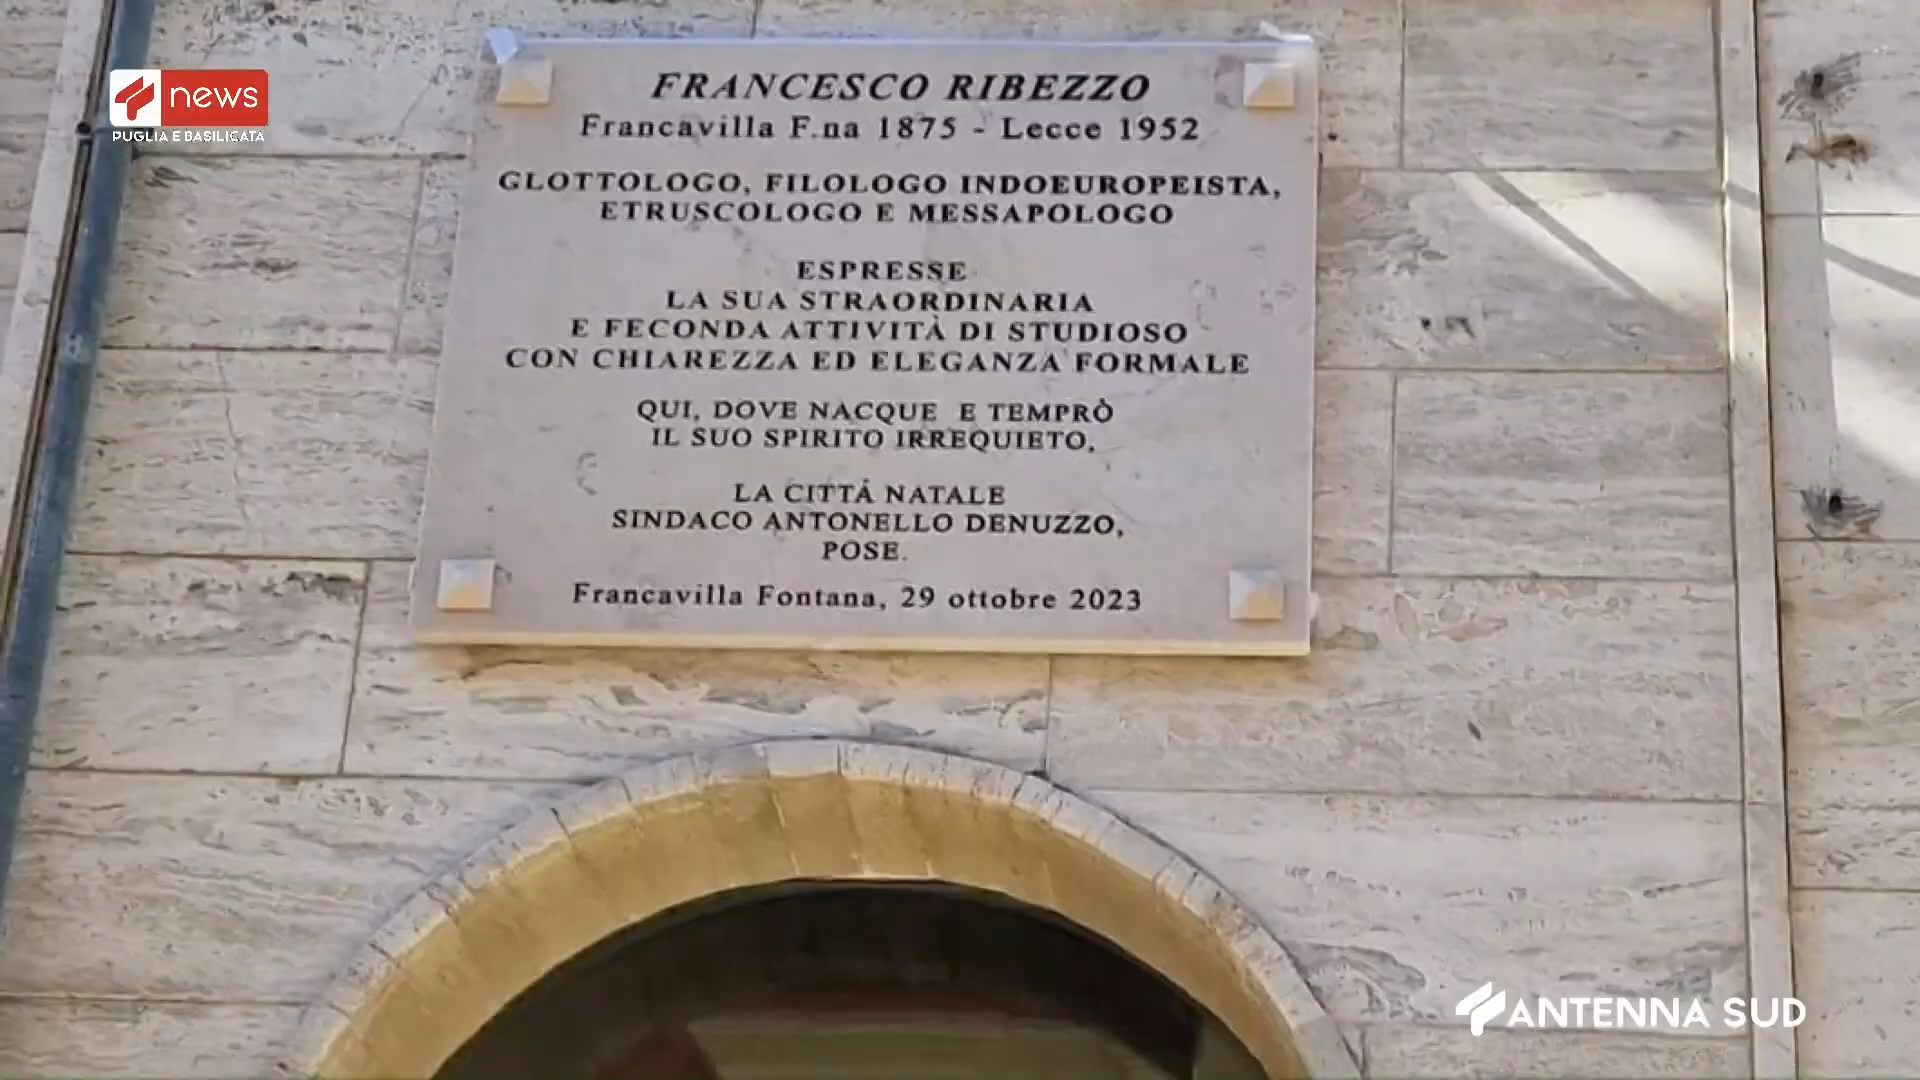 news
PUGLIA E BASILICATA
FRANCESCO RIBEZZO
Francavilla F.na 1875 - Lecce 1952
GLOTTOLOGO, FILOLOGO INDOEUROPEISTA,
ETRUSCOLOGO E MESSAPOLOGO
ESPRESSE
LA SUA STRAORDINARIA
E FECONDA ATTIVITÀ DI STUDIOSO
CON CHIAREZZA ED ELEGANZA FORMALE
QUI, DOVE NACQUE E TEMPRÒ
IL SUO SPIRITO IRREQUIETO,
LA CITTÁ NATALE
SINDACO ANTONELLO DENUZZO,
POSE.
Francavilla Fontana, 29 ottobre 2023
ANTENNA SUD